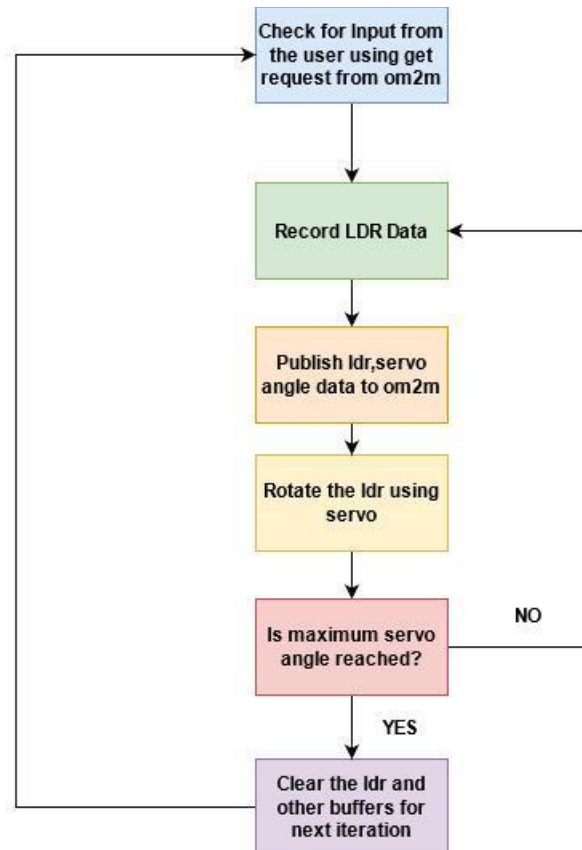 Check for Input from
the user using get
request from om2m
Record LDR Data
Publish ldr,servo
angle data to om2m
Rotate the ldr using
servo
Is maximum servo
angle reached?
NO
YES
Clear the ldr and
other buffers for
next iteration